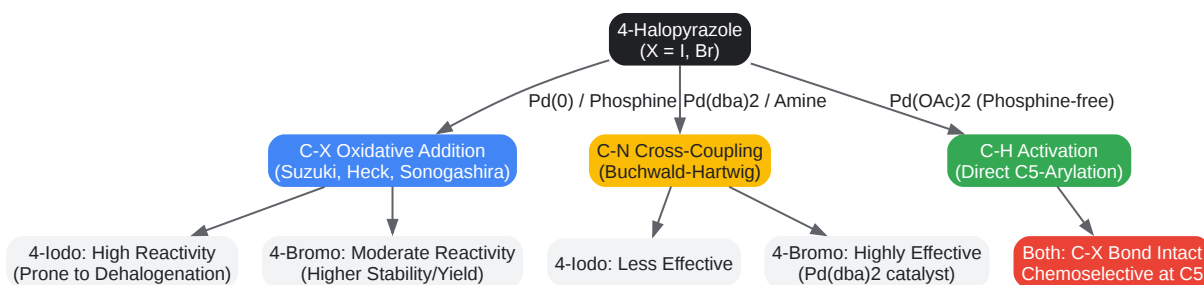 4-Halopyrazole
(X = I, Br)
Pd(0) / Phosphine
Pd(dba)2 / Amine
Pd(OAc)2 (Phosphine-free)
C-X Oxidative Addition
(Suzuki, Heck, Sonogashira)
C-N Cross-Coupling
(Buchwald-Hartwig)
C-H Activation
(Direct C5-Arylation)
4-Iodo: High Reactivity
(Prone to Dehalogenation)
4-Bromo: Moderate Reactivity
(Higher Stability/Yield)
4-Iodo: Less Effective
4-Bromo: Highly Effective
(Pd(dba)2 catalyst)
Both: C-X Bond Intact
Chemoselective at C5